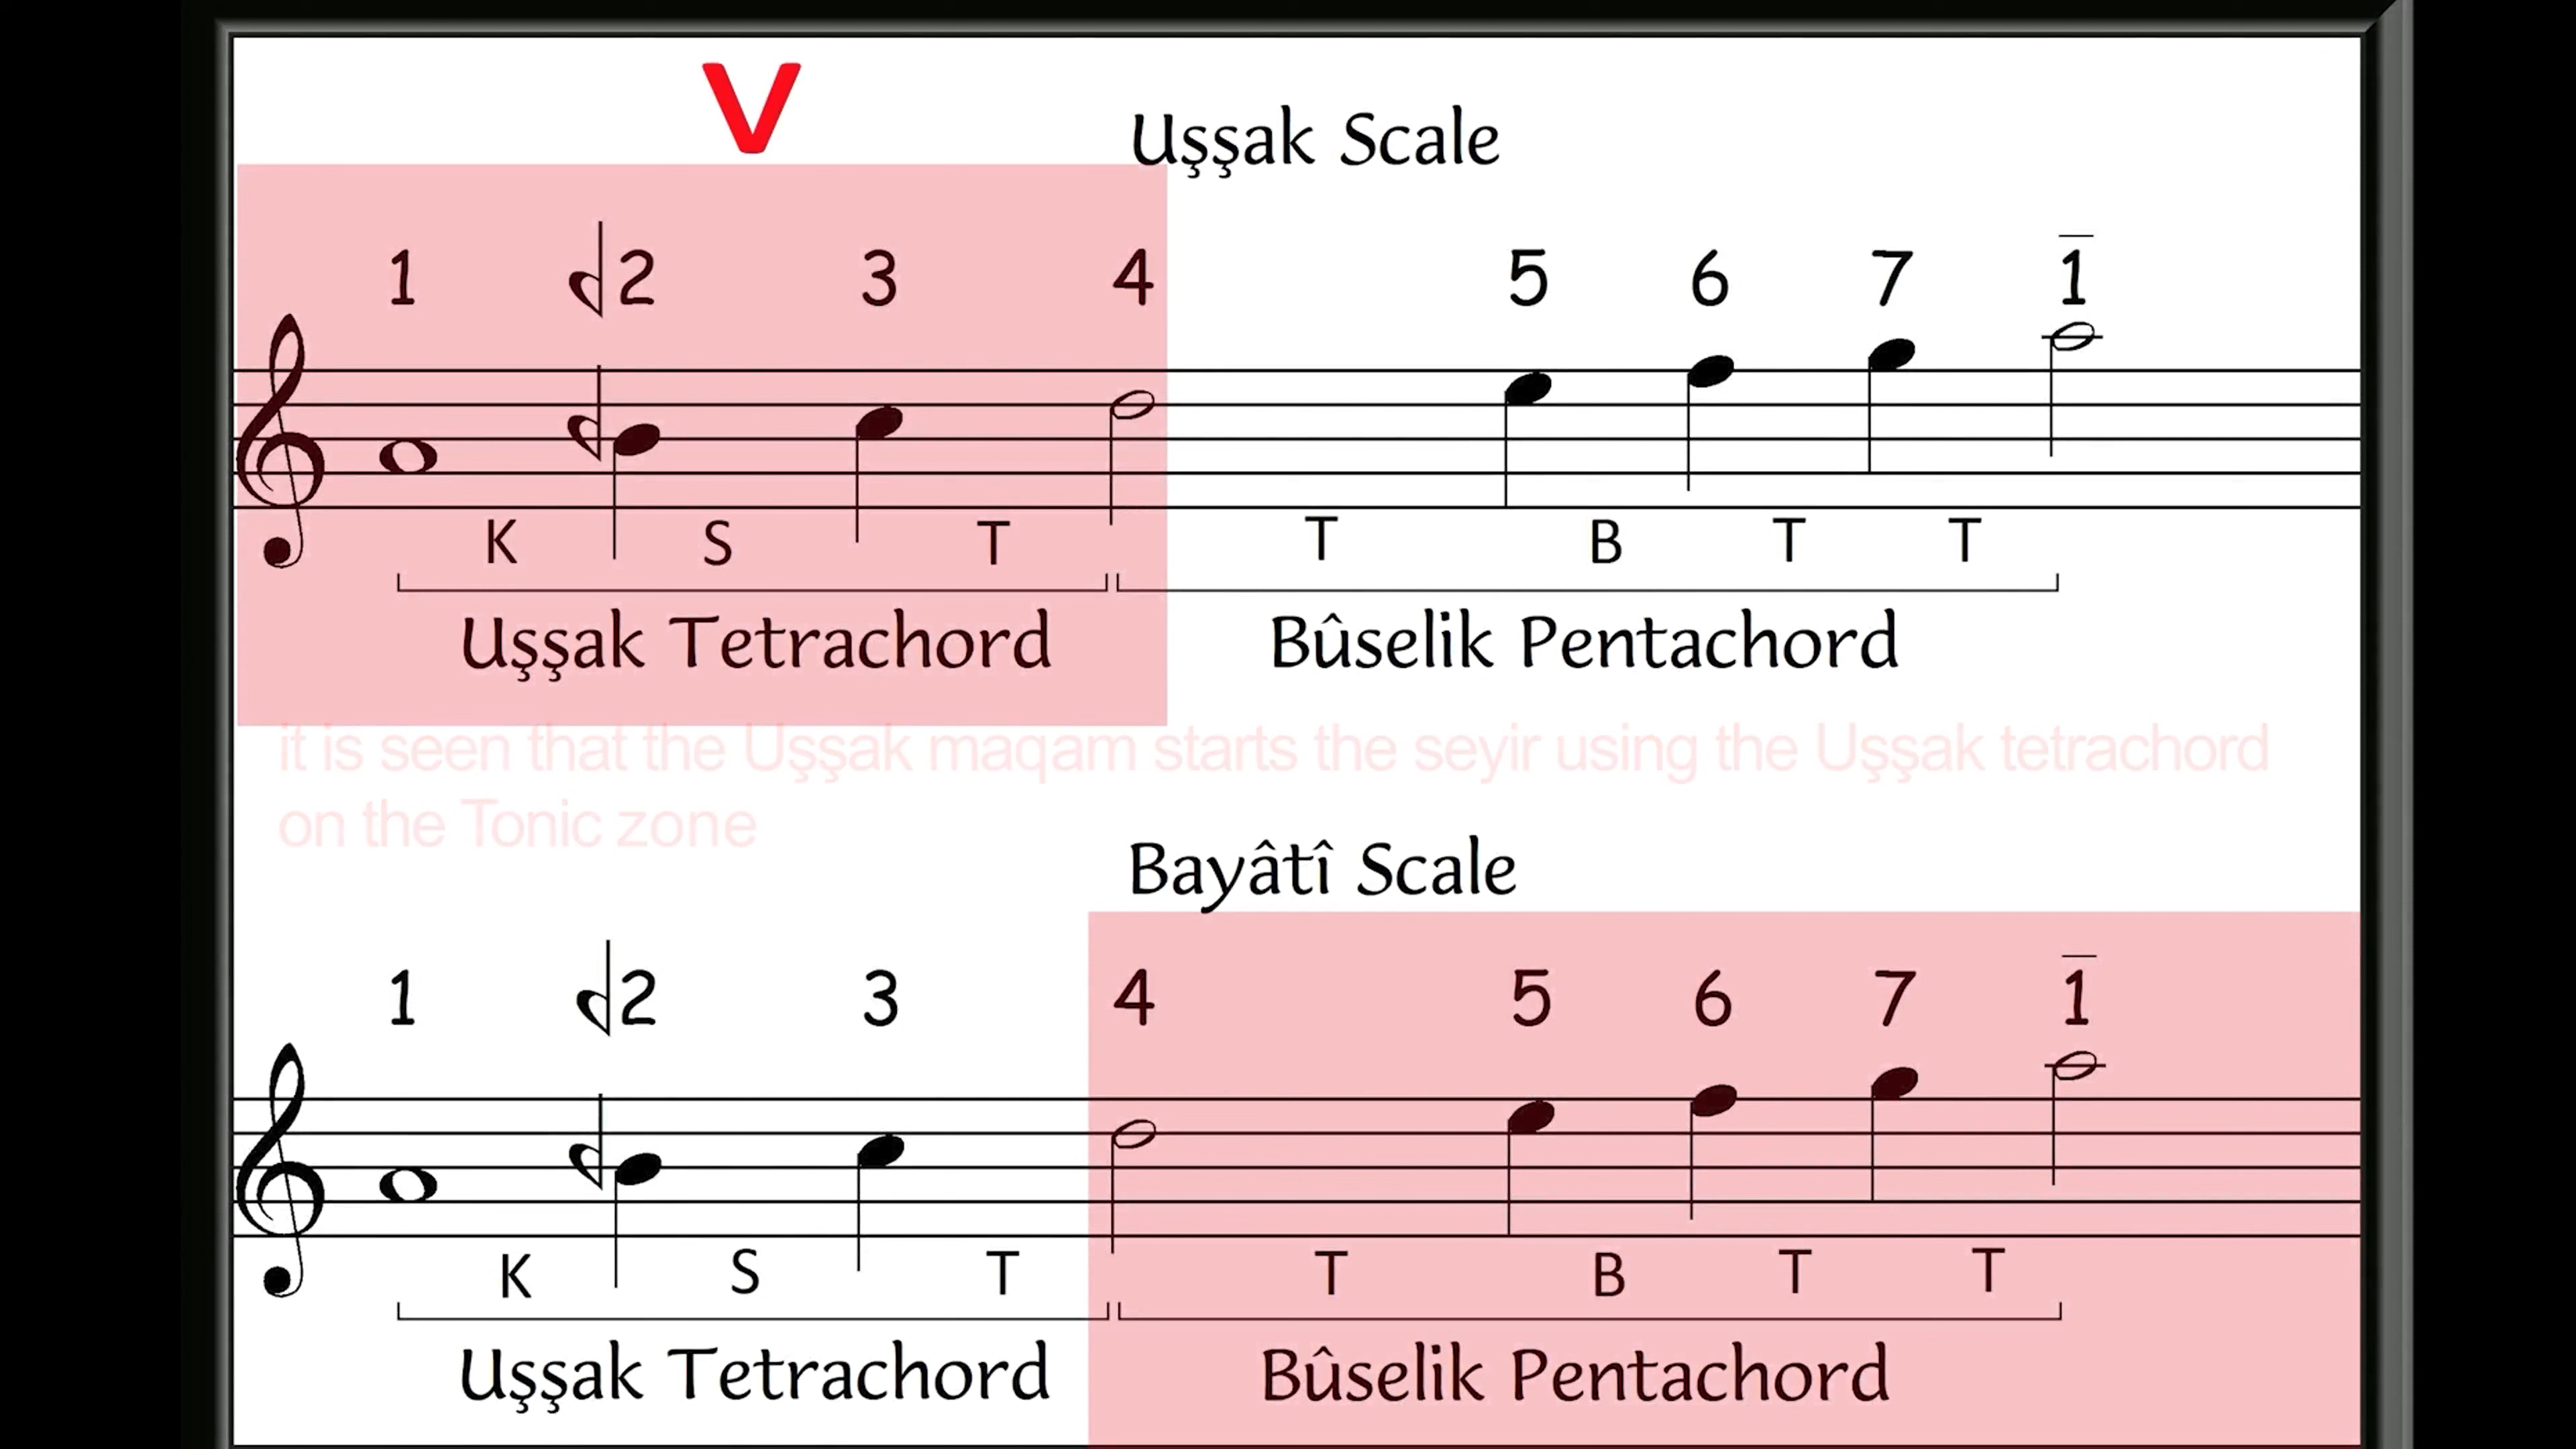 V
Uşşak Scale
1 2 3 4 5 6 7 1
K S T T B T T
Uşşak Tetrachord Bûselik Pentachord
it is seen that the Uşşak maqam starts the seyir using the Uşşak tetrachord
on the Tonic zone
Bayâtî Scale
1 2 3 4 5 6 7 1
K S T T B T T
Uşşak Tetrachord Bûselik Pentachord